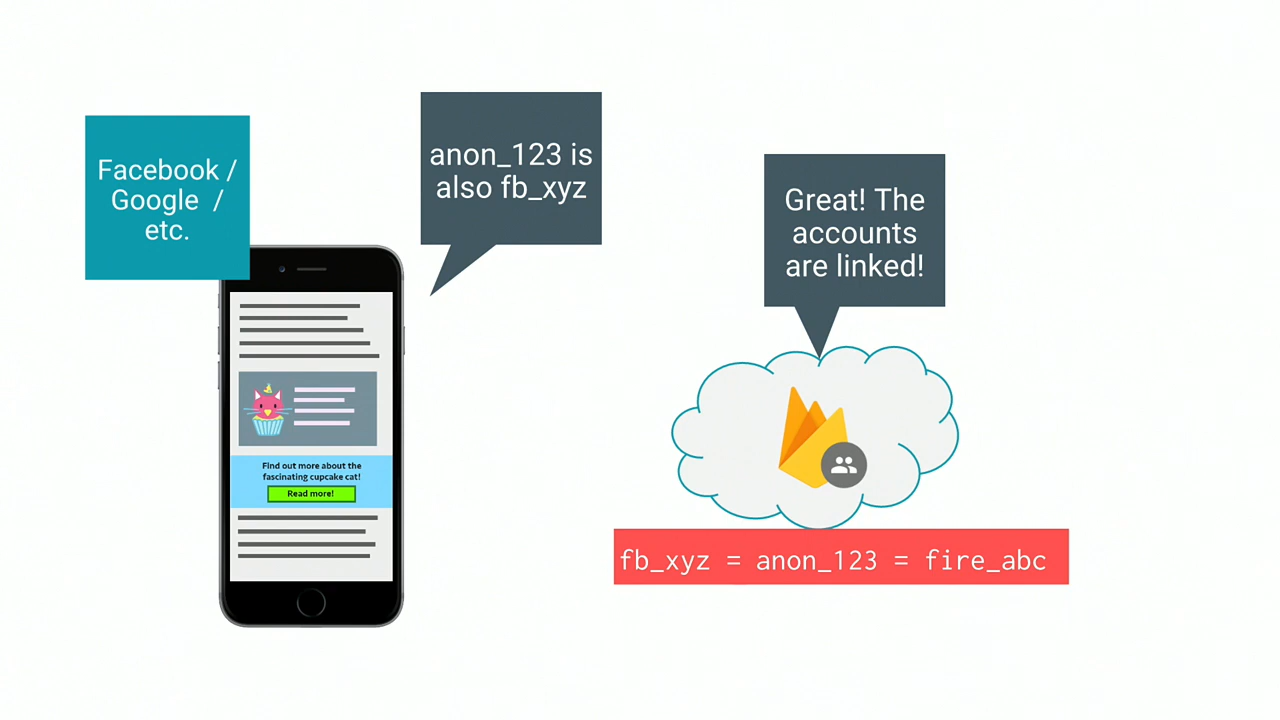 Facebook /
Google /
etc.
anon_123 is
also fb_xyz
Great! The
accounts
are linked!
Find out more about the
fascinating cupcake cat!
Read more!
fb_xyz = anon_123 = fire_abc